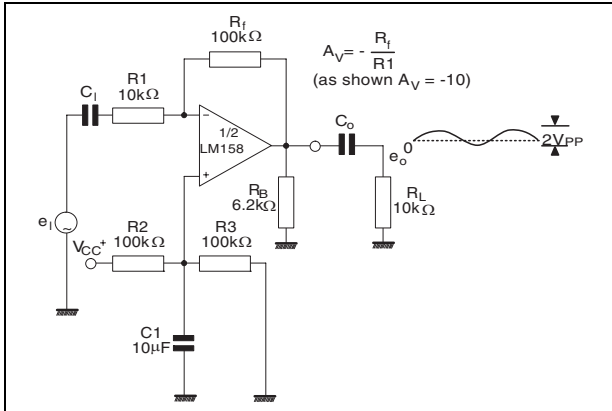 Rf
100kΩ
AV = - Rf
R1
(as shown AV = -10)
R1
10kΩ
CI
1/2
LM158
Co
eo
0
2VPP
RB
6.2kΩ
RL
10kΩ
eI
VCC+
R2
100kΩ
R3
100kΩ
C1
10μF